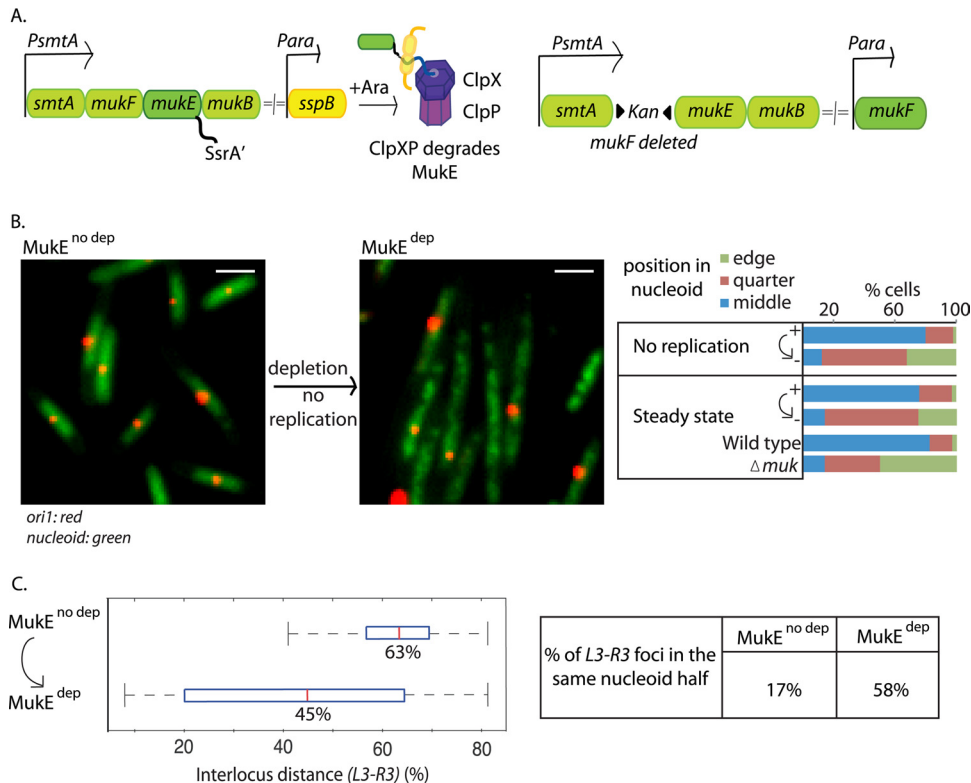 A.
PsmtA
smtA mukF mukE mukB
SsrA'
Para
sspB
+Ara
ClpX
ClpP
ClpXP degrades
MukE
PsmtA
smtA Kan mukE mukB
mukF deleted
Para
mukF
B.
MukE no dep
MukE dep
depletion
no
replication
ori1: red
nucleoid: green
position in
nucleoid
edge
quarter
middle
% cells
20 60 100
No replication
+
-
Steady state
+
-
Wild type
Δ muk
C.
MukE no dep
MukE dep
63%
45%
20 40 60 80
Interlocus distance (L3-R3) (%)
% of L3-R3 foci in the
same nucleoid half
MukE no dep
MukE dep
17%
58%